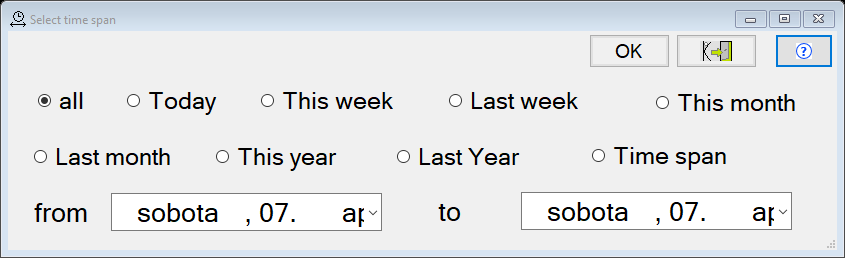 Select time span
OK
all Today This week Last week This month
Last month This year Last Year Time span
from sobota , 07. to sobota , 07.